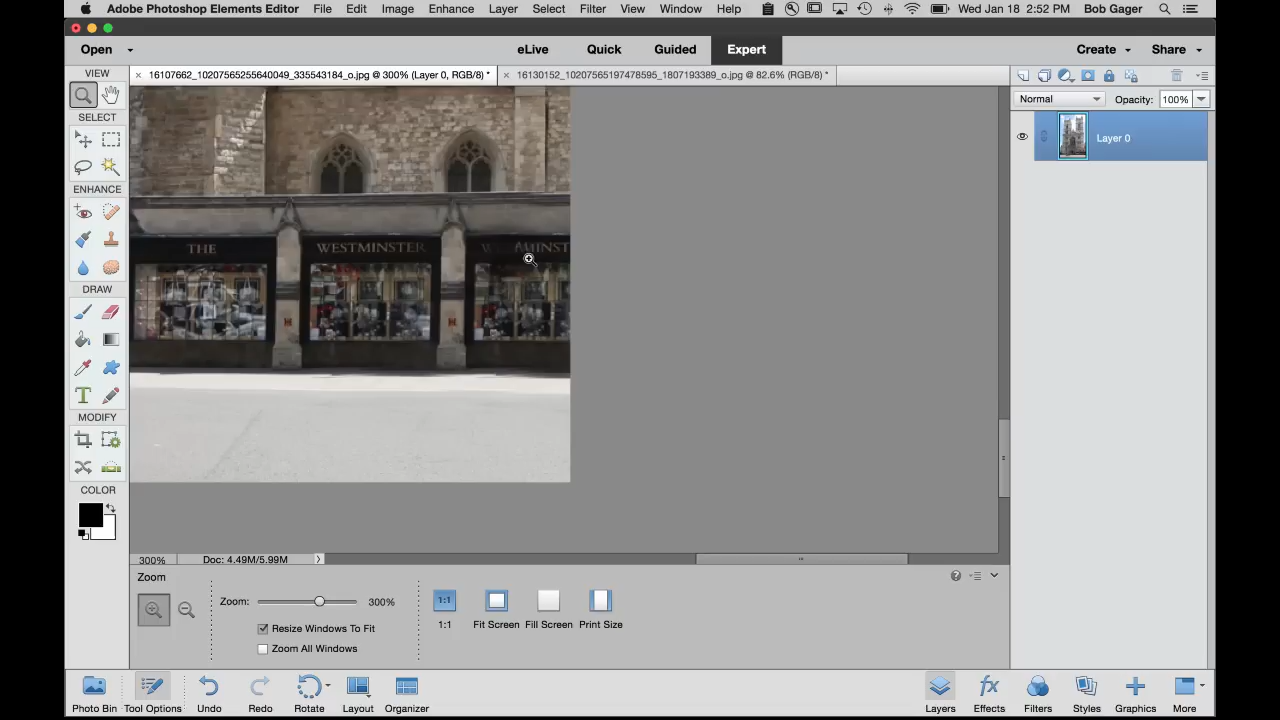 Adobe Photoshop Elements Editor File Edit Image Enhance Layer Select Filter View Window Help Wed Jan 18 2:52 PM Bob Gager
Open eLive Quick Guided Expert Create Share
VIEW
16107662_10207565255640049_335543184_o.jpg @ 300% (Layer 0, RGB/8) * 16130152_10207565197478595_1807193389_o.jpg @ 82.6% (RGB/8) *
Normal Opacity: 100%
SELECT
Layer 0
ENHANCE
THE WESTMINSTER
DRAW
T
MODIFY
COLOR
300% Doc: 4.49M/5.99M
Zoom
Zoom: 300%
1:1
1:1 Fit Screen Fill Screen Print Size
Resize Windows To Fit
Zoom All Windows
Photo Bin Tool Options Undo Redo Rotate Layout Organizer Layers fx Effects Filters Styles Graphics More